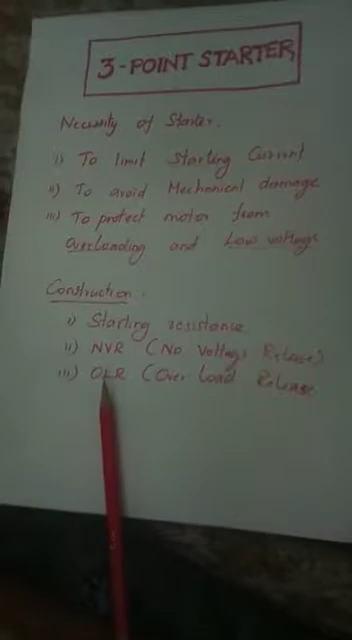 3-POINT STARTER
Necessity of Starter.
i) To limit Starting Current
ii) To avoid Mechanical damage
iii) To protect motor from
overloading and Low voltage
Construction.
i) Starting resistance
ii) NVR (No Voltage Release)
iii) OLR (Over Load Release